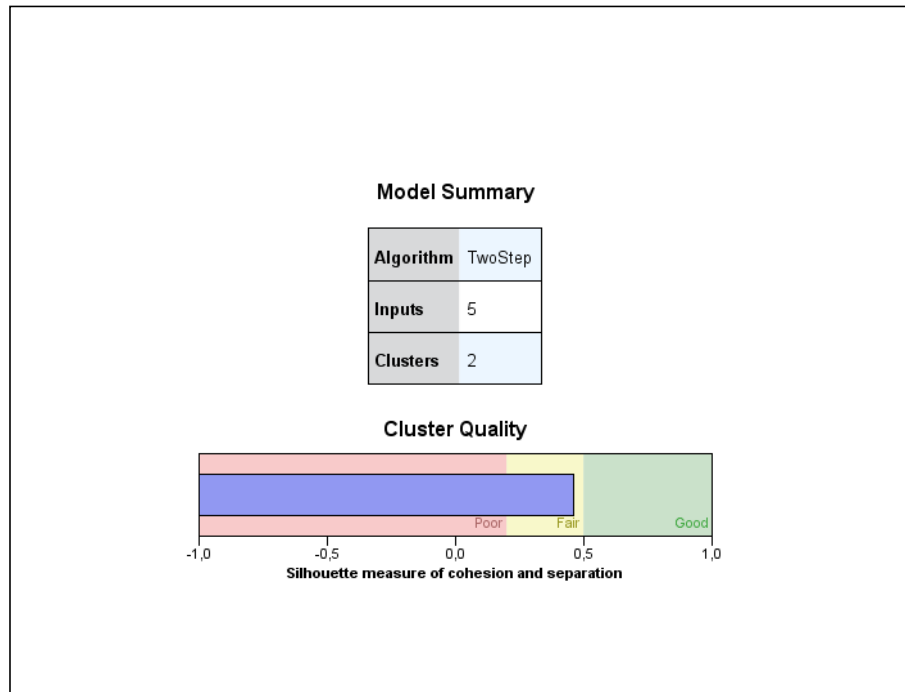 Model Summary
Algorithm TwoStep
Inputs 5
Clusters 2
Cluster Quality
Poor Fair Good
-1,0 -0,5 0,0 0,5 1,0
Silhouette measure of cohesion and separation